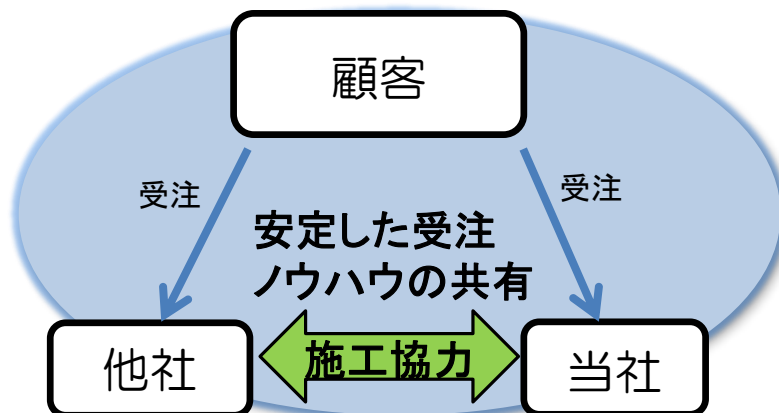 顧客
受注
受注
安定した受注
ノウハウの共有
他社
施工協力
当社